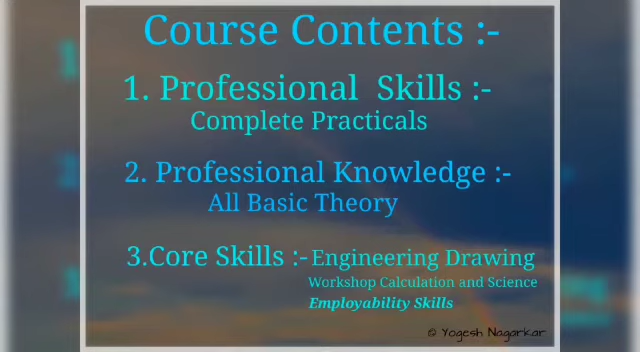 Course Contents :-
1. Professional Skills :-
Complete Practicals
2. Professional Knowledge :-
All Basic Theory
3.Core Skills :- Engineering Drawing
Workshop Calculation and Science
Employability Skills
© Yogesh Nagarkar